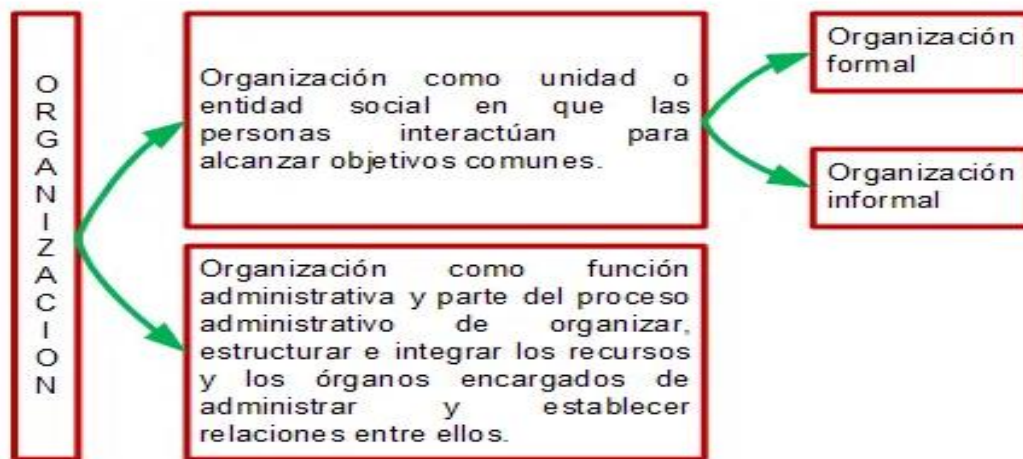 ORGANIZACION
Organización como unidad o
entidad social en que las
personas interactúan para
alcanzar objetivos comunes.
Organización
formal
Organización
informal
Organización como función
administrativa y parte del proceso
administrativo de organizar,
estructurar e integrar los recursos
y los órganos encargados de
administrar y establecer
relaciones entre ellos.